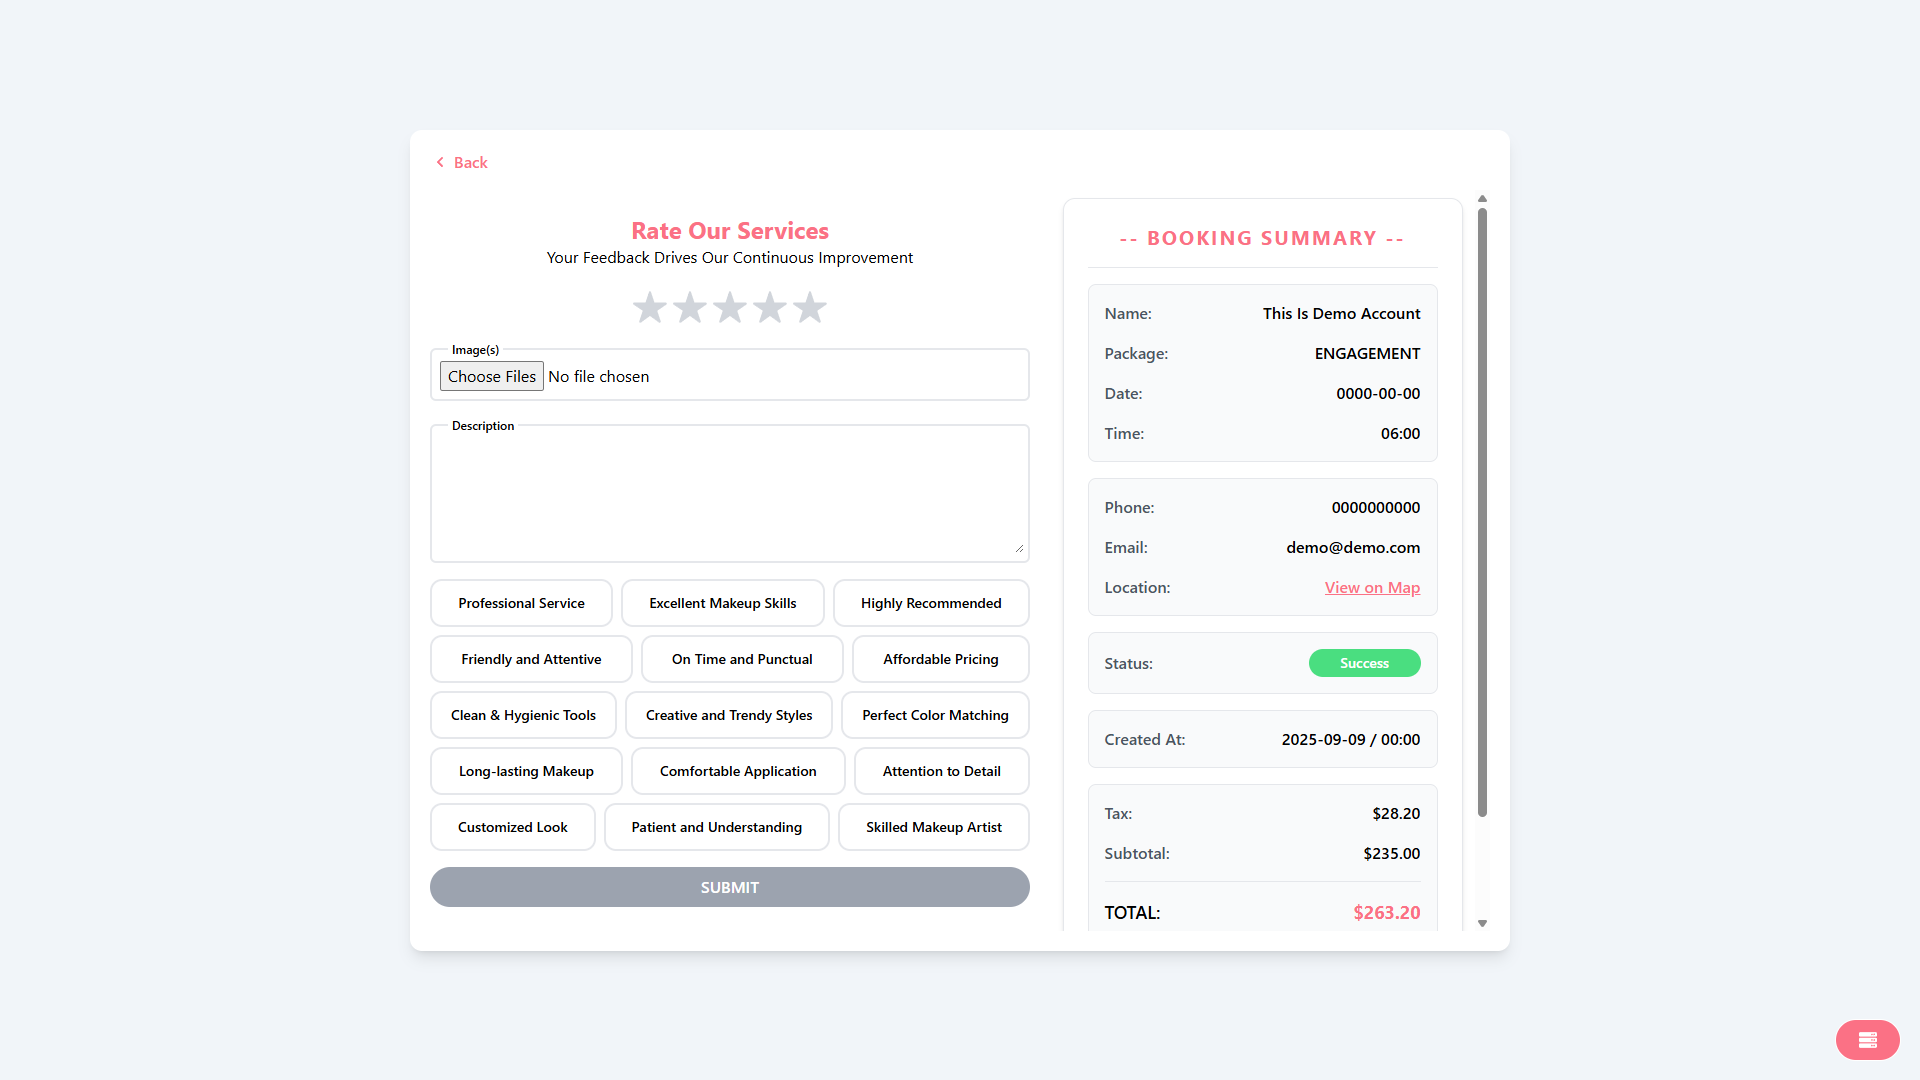 Back
Rate Our Services
Your Feedback Drives Our Continuous Improvement
Image(s)
Choose Files No file chosen
Description
Professional Service
Excellent Makeup Skills
Highly Recommended
Friendly and Attentive
On Time and Punctual
Affordable Pricing
Clean & Hygienic Tools
Creative and Trendy Styles
Perfect Color Matching
Long-lasting Makeup
Comfortable Application
Attention to Detail
Customized Look
Patient and Understanding
Skilled Makeup Artist
SUBMIT
-- BOOKING SUMMARY --
Name: This Is Demo Account
Package: ENGAGEMENT
Date: 0000-00-00
Time: 06:00
Phone: 0000000000
Email: demo@demo.com
Location: View on Map
Status: Success
Created At: 2025-09-09 / 00:00
Tax: $28.20
Subtotal: $235.00
TOTAL: $263.20